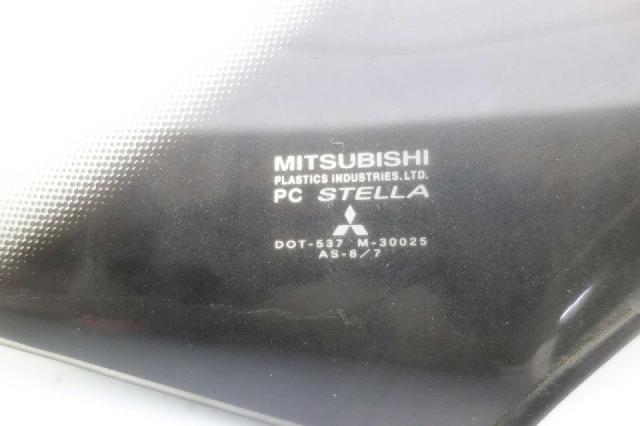 MITSUBISHI
PLASTICS INDUSTRIES.LTD.
PC STELLA
DOT-537 M-30025
AS-6/7